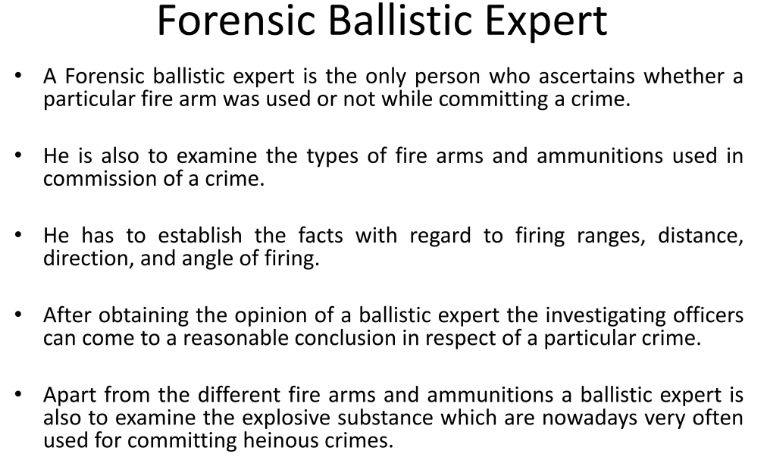 Forensic Ballistic Expert
• A Forensic ballistic expert is the only person who ascertains whether a
particular fire arm was used or not while committing a crime.
• He is also to examine the types of fire arms and ammunitions used in
commission of a crime.
• He has to establish the facts with regard to firing ranges, distance,
direction, and angle of firing.
• After obtaining the opinion of a ballistic expert the investigating officers
can come to a reasonable conclusion in respect of a particular crime.
• Apart from the different fire arms and ammunitions a ballistic expert is
also to examine the explosive substance which are nowadays very often
used for committing heinous crimes.